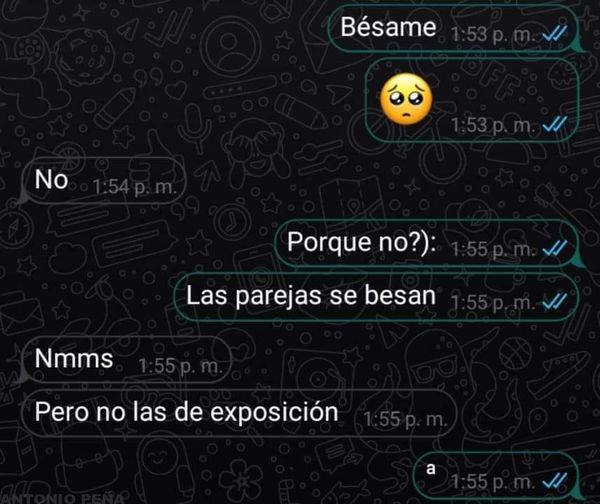 Bésame 1:53 p. m.
🥺
1:53 p. m.
No 1:54 p. m.
Porque no?): 1:55 p. m.
Las parejas se besan 1:55 p. m.
Nmms 1:55 p. m.
Pero no las de exposición 1:55 p. m.
a 1:55 p. m.
ANTONIO PEÑA